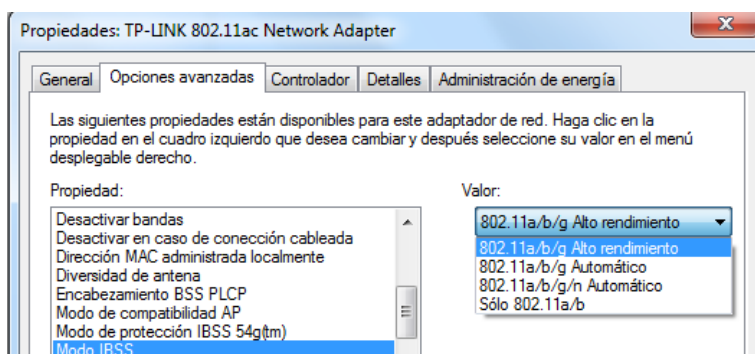 Propiedades: TP-LINK 802.11ac Network Adapter
General Opciones avanzadas Controlador Detalles Administración de energía
Las siguientes propiedades están disponibles para este adaptador de red. Haga clic en la
propiedad en el cuadro izquierdo que desea cambiar y después seleccione su valor en el menú
desplegable derecho.
Propiedad:
Desactivar bandas
Desactivar en caso de conección cableada
Dirección MAC administrada localmente
Diversidad de antena
Encabezamiento BSS PLCP
Modo de compatibilidad AP
Modo de protección IBSS 54g(tm)
Modo IBSS
Valor:
802.11a/b/g Alto rendimiento
802.11a/b/g Alto rendimiento
802.11a/b/g Automático
802.11a/b/g/n Automático
Sólo 802.11a/b